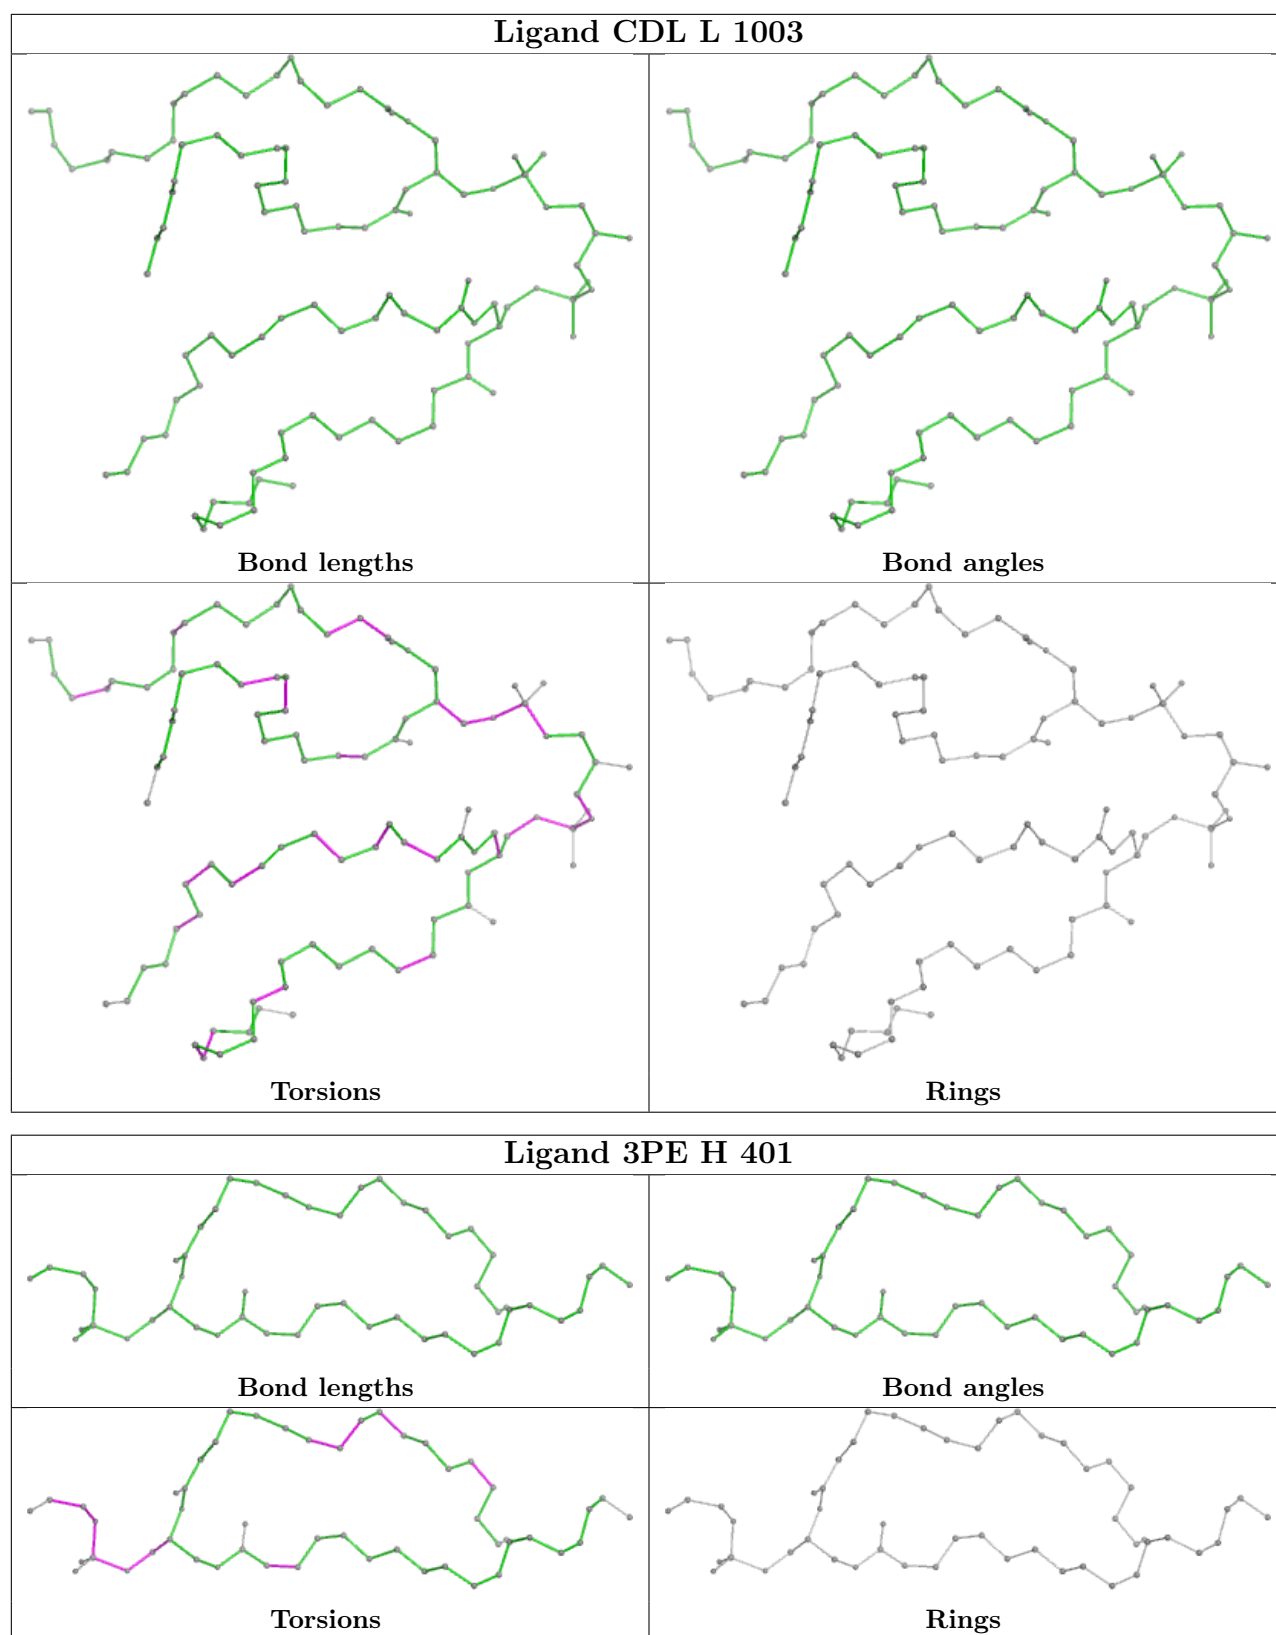 Ligand CDL L 1003
Bond lengths
Bond angles
Torsions
Rings
Ligand 3PE H 401
Bond lengths
Bond angles
Torsions
Rings